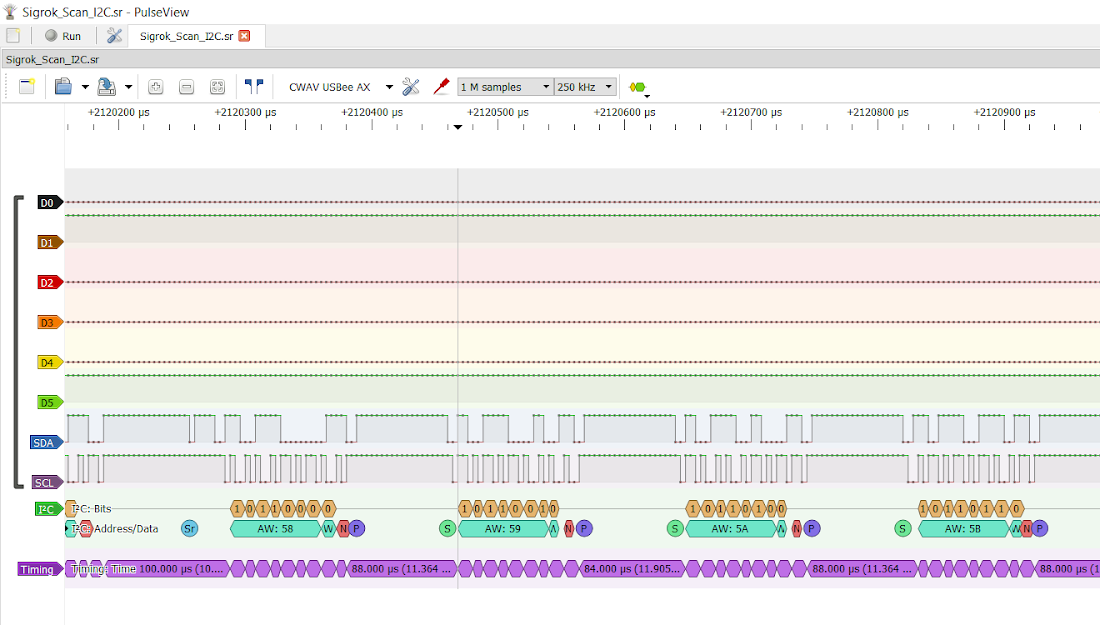 Sigrok_Scan_I2C.sr - PulseView
Run
Sigrok_Scan_I2C.sr
Sigrok_Scan_I2C.sr
CWAV USBee AX
1 M samples
250 kHz
+2120200 µs +2120300 µs +2120400 µs +2120500 µs +2120600 µs +2120700 µs +2120800 µs +2120900 µs
D0
D1
D2
D3
D4
D5
SDA
SCL
I²C I²C: Bits 1 0 1 1 0 0 0 0 1 0 1 1 0 0 1 0 1 0 1 1 0 1 0 0 1 0 1 1 0 1 1 0
I²C: Address/Data Sr AW: 58 W N P S AW: 59 W N P S AW: 5A W N P S AW: 5B W N P
Timing Timing: Time 100.000 µs (10.... 88.000 µs (11.364 ... 84.000 µs (11.905... 88.000 µs (11.364 ... 88.000 µs (1